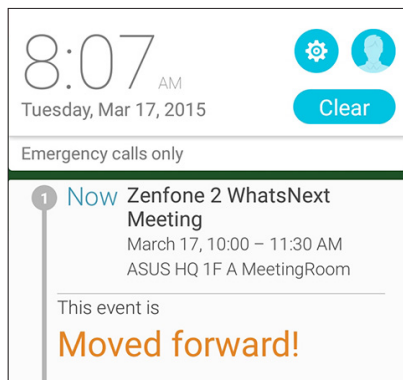 8:07 AM
Tuesday, Mar 17, 2015
Clear
Emergency calls only
1 Now Zenfone 2 WhatsNext
Meeting
March 17, 10:00 – 11:30 AM
ASUS HQ 1F A MeetingRoom
This event is
Moved forward!